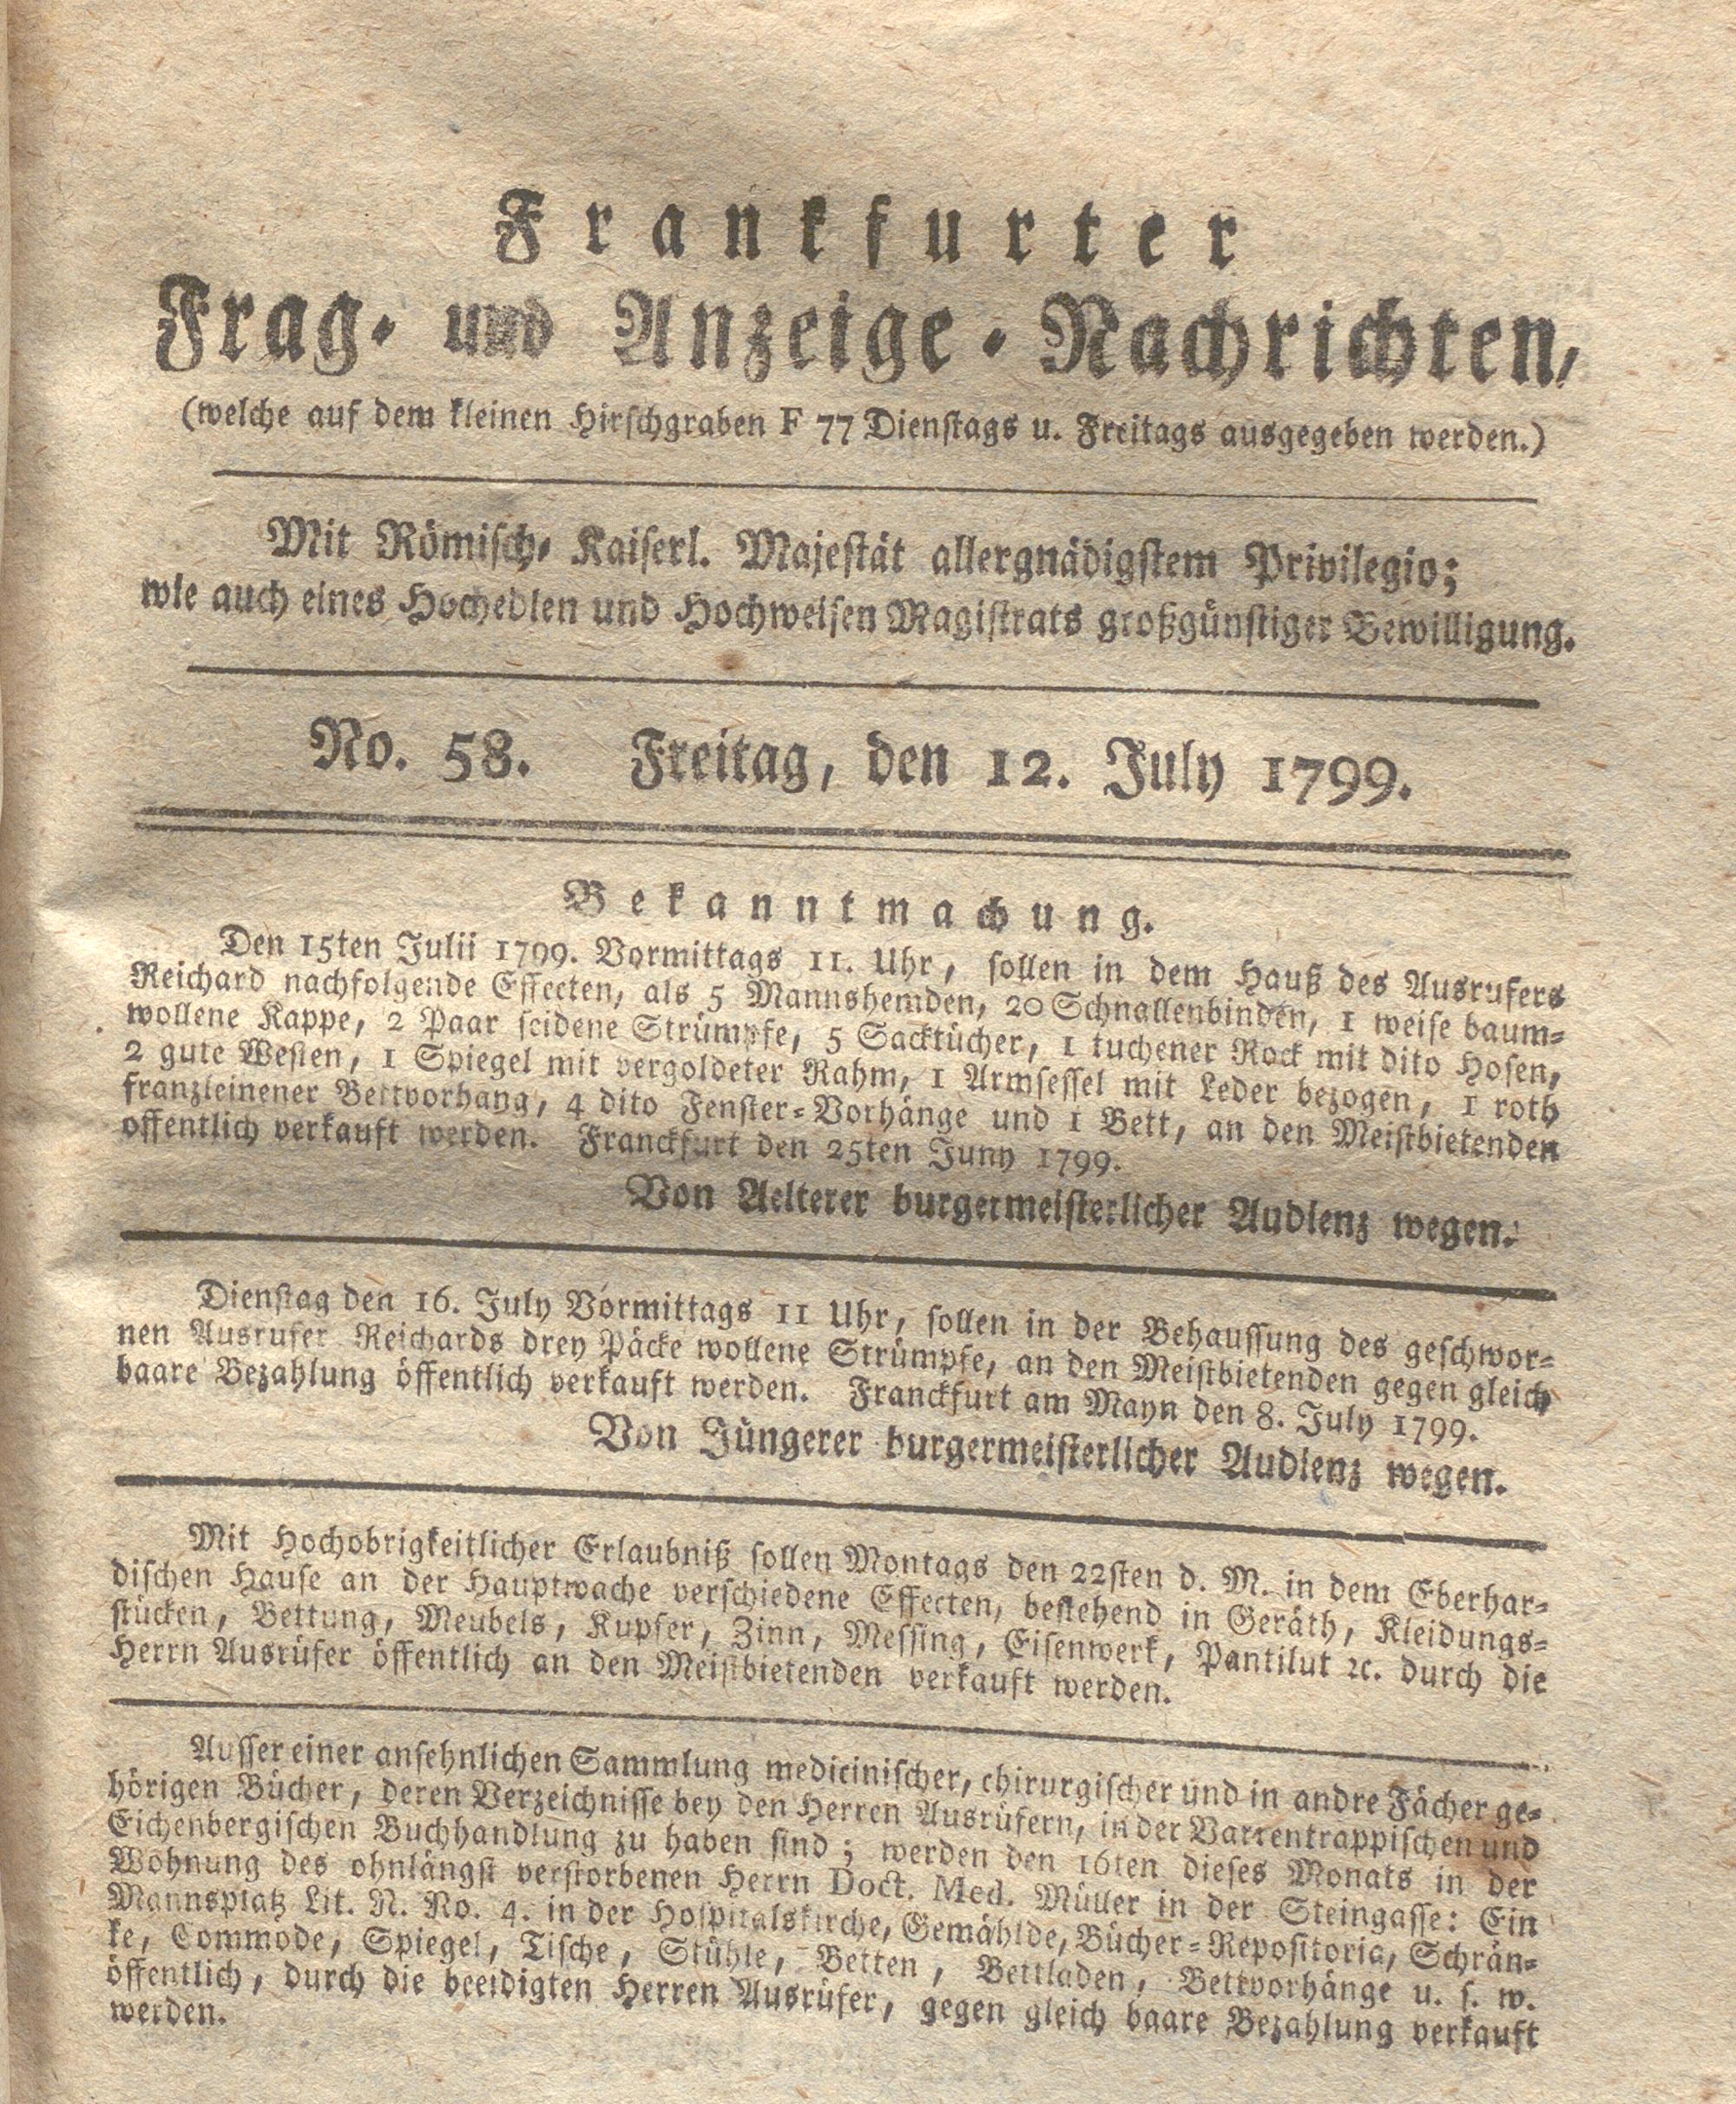 Frankfurter
Frag- und Anzeige-Nachrichten,
(welche auf dem kleinen Hirschgraben F 77 Dienstags u. Freitags ausgegeben werden.)
Mit Römisch- Kaiserl. Majestät allergnädigstem Privilegio;
wie auch eines Hochedlen und Hochweisen Magistrats großgünstiger Bewilligung.
No. 58. Freitag, den 12. July 1799.
Bekanntmachung.
Den 15ten Julii 1799. Vormittags 11. Uhr, sollen in dem Hauß des Ausrufers
Reichard nachfolgende Effecten, als 5 Mannshemden, 20 Schnallenbinden, 1 weise baum-
wollene Kappe, 2 Paar seidene Strümpfe, 5 Sacktücher, 1 tuchener Rock mit dito Hosen,
2 gute Westen, 1 Spiegel mit vergoldeter Rahm, 1 Armsessel mit Leder bezogen, 1 roth
franzleinener Bettvorhang, 4 dito Fenster-Vorhänge und 1 Bett, an den Meistbietenden
offentlich verkauft werden. Franckfurt den 25ten Juny 1799.
Von Aelterer burgermeisterlicher Audienz wegen.
Dienstag den 16. July Vormittags 11 Uhr, sollen in der Behaussung des geschwor-
nen Ausrufer Reichards drey Päcke wollene Strümpfe, an den Meistbietenden gegen gleich
baare Bezahlung öffentlich verkauft werden. Franckfurt am Mayn den 8. July 1799.
Von Jüngerer burgermeisterlicher Audienz wegen.
Mit Hochobrigkeitlicher Erlaubniß sollen Montags den 22sten d. M. in dem Eberhar-
dischen Hause an der Hauptwache verschiedene Effecten, bestehend in Geräth, Kleidungs-
stücken, Bettung, Meubels, Kupfer, Zinn, Messing, Eisenwerk, Pantilut ꝛc. durch die
Herrn Ausrüfer öffentlich an den Meistbietenden verkauft werden.
Ausser einer ansehnlichen Sammlung medicinischer, chirurgischer und in andre Fächer ge-
hörigen Bücher, deren Verzeichnisse bey den Herren Ausrüfern, in der Varrentrappischen und
Eichenbergischen Buchhandlung zu haben sind; werden den 16ten dieses Monats in der
Wohnung des ohnlängst verstorbenen Herrn Doct. Med. Müller in der Steingasse: Ein
Mannsplatz Lit. N. No. 4. in der Hospitalskirche, Gemählde, Bücher-Repositoria, Schrän-
ke, Commode, Spiegel, Tische, Stühle, Betten, Bettladen, Bettvorhänge u. s. w.
öffentlich, durch die beeidigten Herren Ausrüfer, gegen gleich baare Bezahlung verkauft
werden.